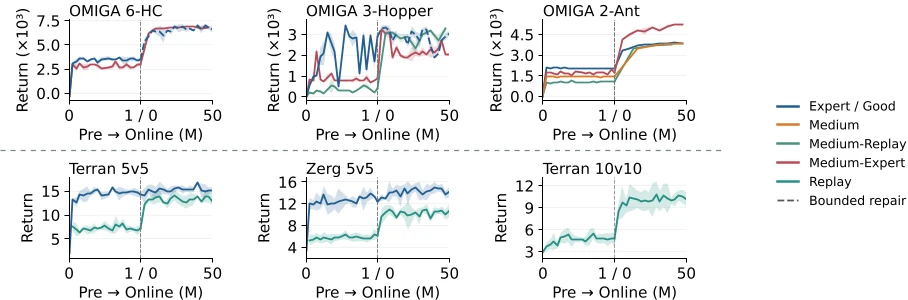 OMIGA 6-HC
Return (×10³)
7.5
5.0
2.5
0.0
0
1 / 0
50
Pre → Online (M)
OMIGA 3-Hopper
Return (×10³)
3
2
1
0
0
1 / 0
50
Pre → Online (M)
OMIGA 2-Ant
Return (×10³)
4.5
3.0
1.5
0.0
0
1 / 0
50
Pre → Online (M)
Expert / Good
Medium
Medium-Replay
Medium-Expert
Replay
Bounded repair
Terran 5v5
Return
15
10
5
0
1 / 0
50
Pre → Online (M)
Zerg 5v5
Return
16
12
8
4
0
1 / 0
50
Pre → Online (M)
Terran 10v10
Return
12
9
6
3
0
1 / 0
50
Pre → Online (M)